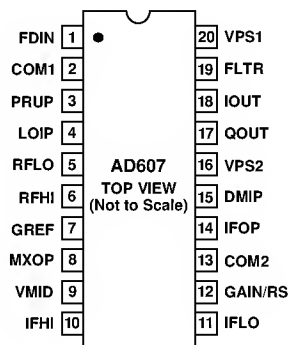 FDIN 1 20 VPS1
COM1 2 19 FLTR
PRUP 3 18 IOUT
LOIP 4 17 QOUT
RFLO 5 AD607 16 VPS2
RFHI 6 TOP VIEW 15 DMIP
(Not to Scale)
GREF 7 14 IFOP
MXOP 8 13 COM2
VMID 9 12 GAIN/RS
IFHI 10 11 IFLO